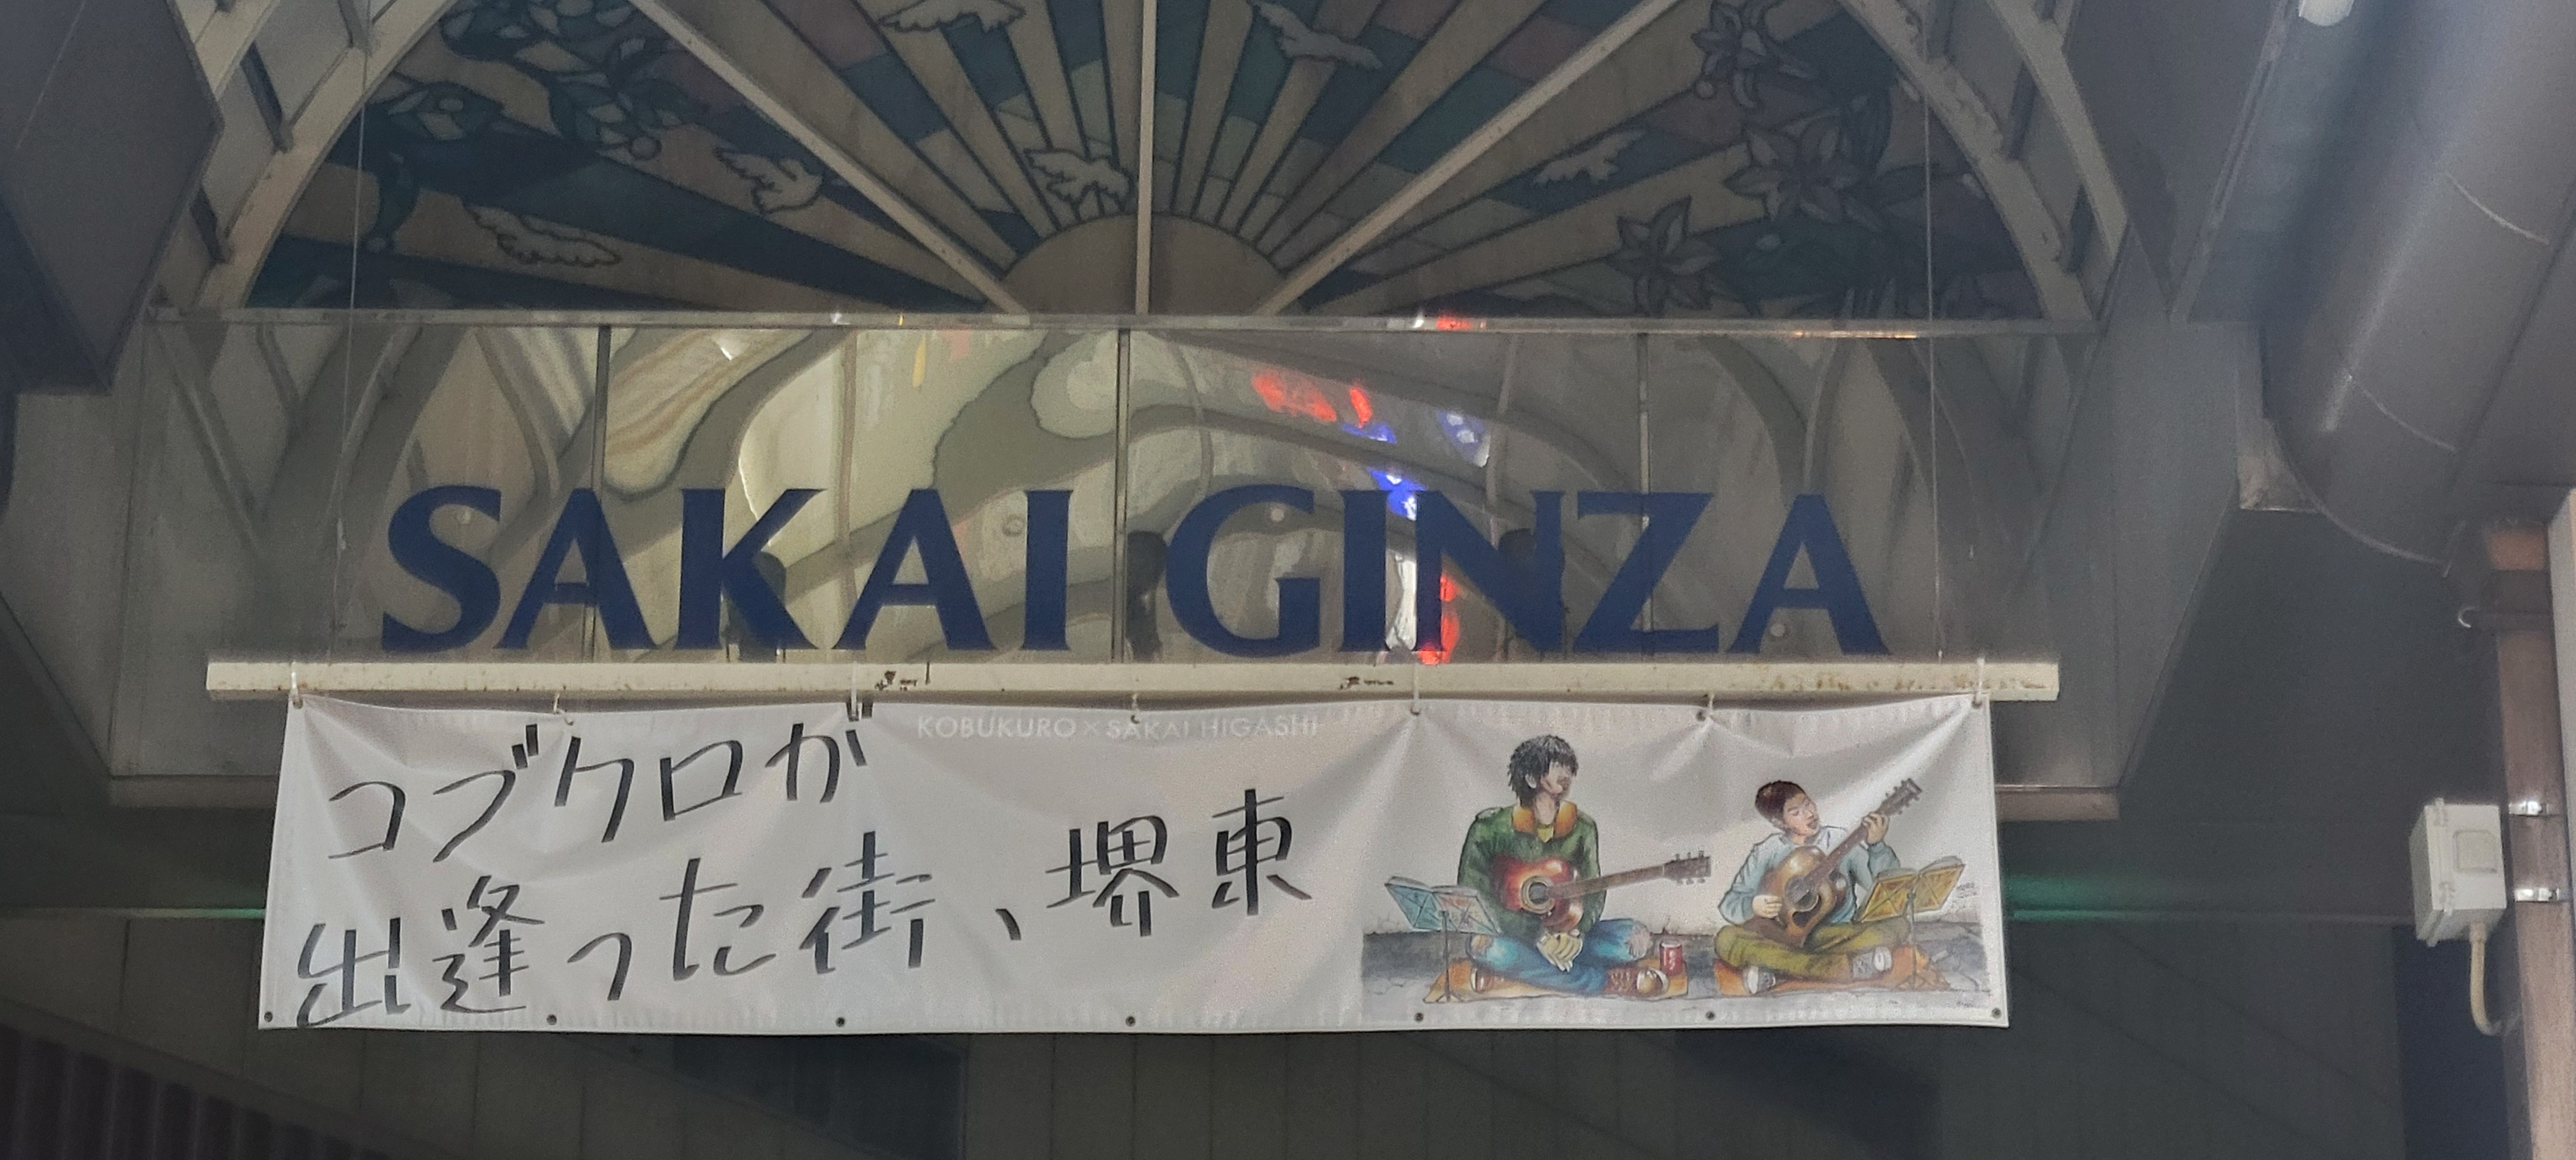 SAKAI GINZA
KOBUKURO×SAKAI HIGASHI
コブクロが
出逢った街、堺東